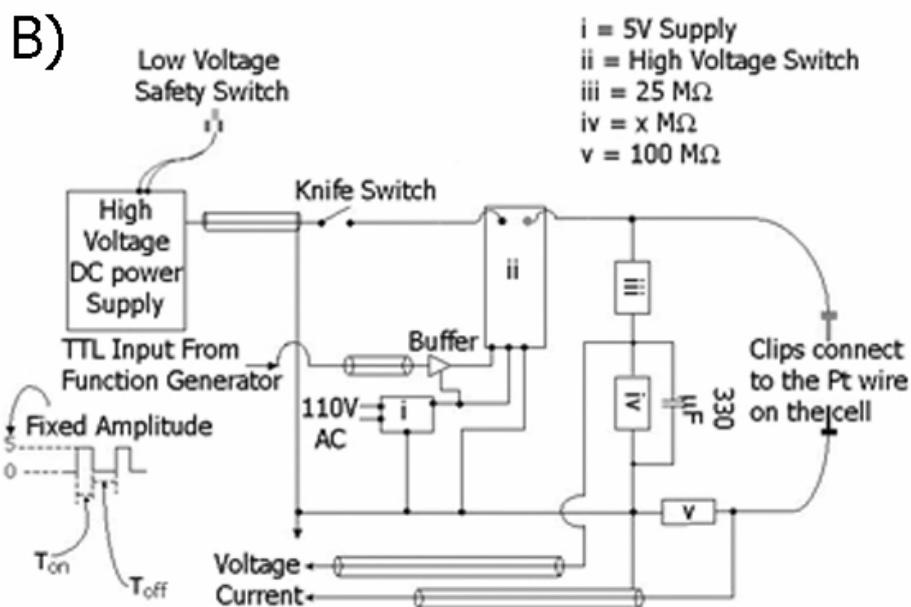 B)
i = 5V Supply
ii = High Voltage Switch
iii = 25 MΩ
iv = x MΩ
v = 100 MΩ
Low Voltage
Safety Switch
Knife Switch
High
Voltage
DC power
Supply
ii
iii
TTL Input From
Function Generator
Buffer
Clips connect
to the Pt wire
on the cell
110V
AC
i
iv
330
µF
Fixed Amplitude
5
0
v
Ton
Toff
Voltage
Current